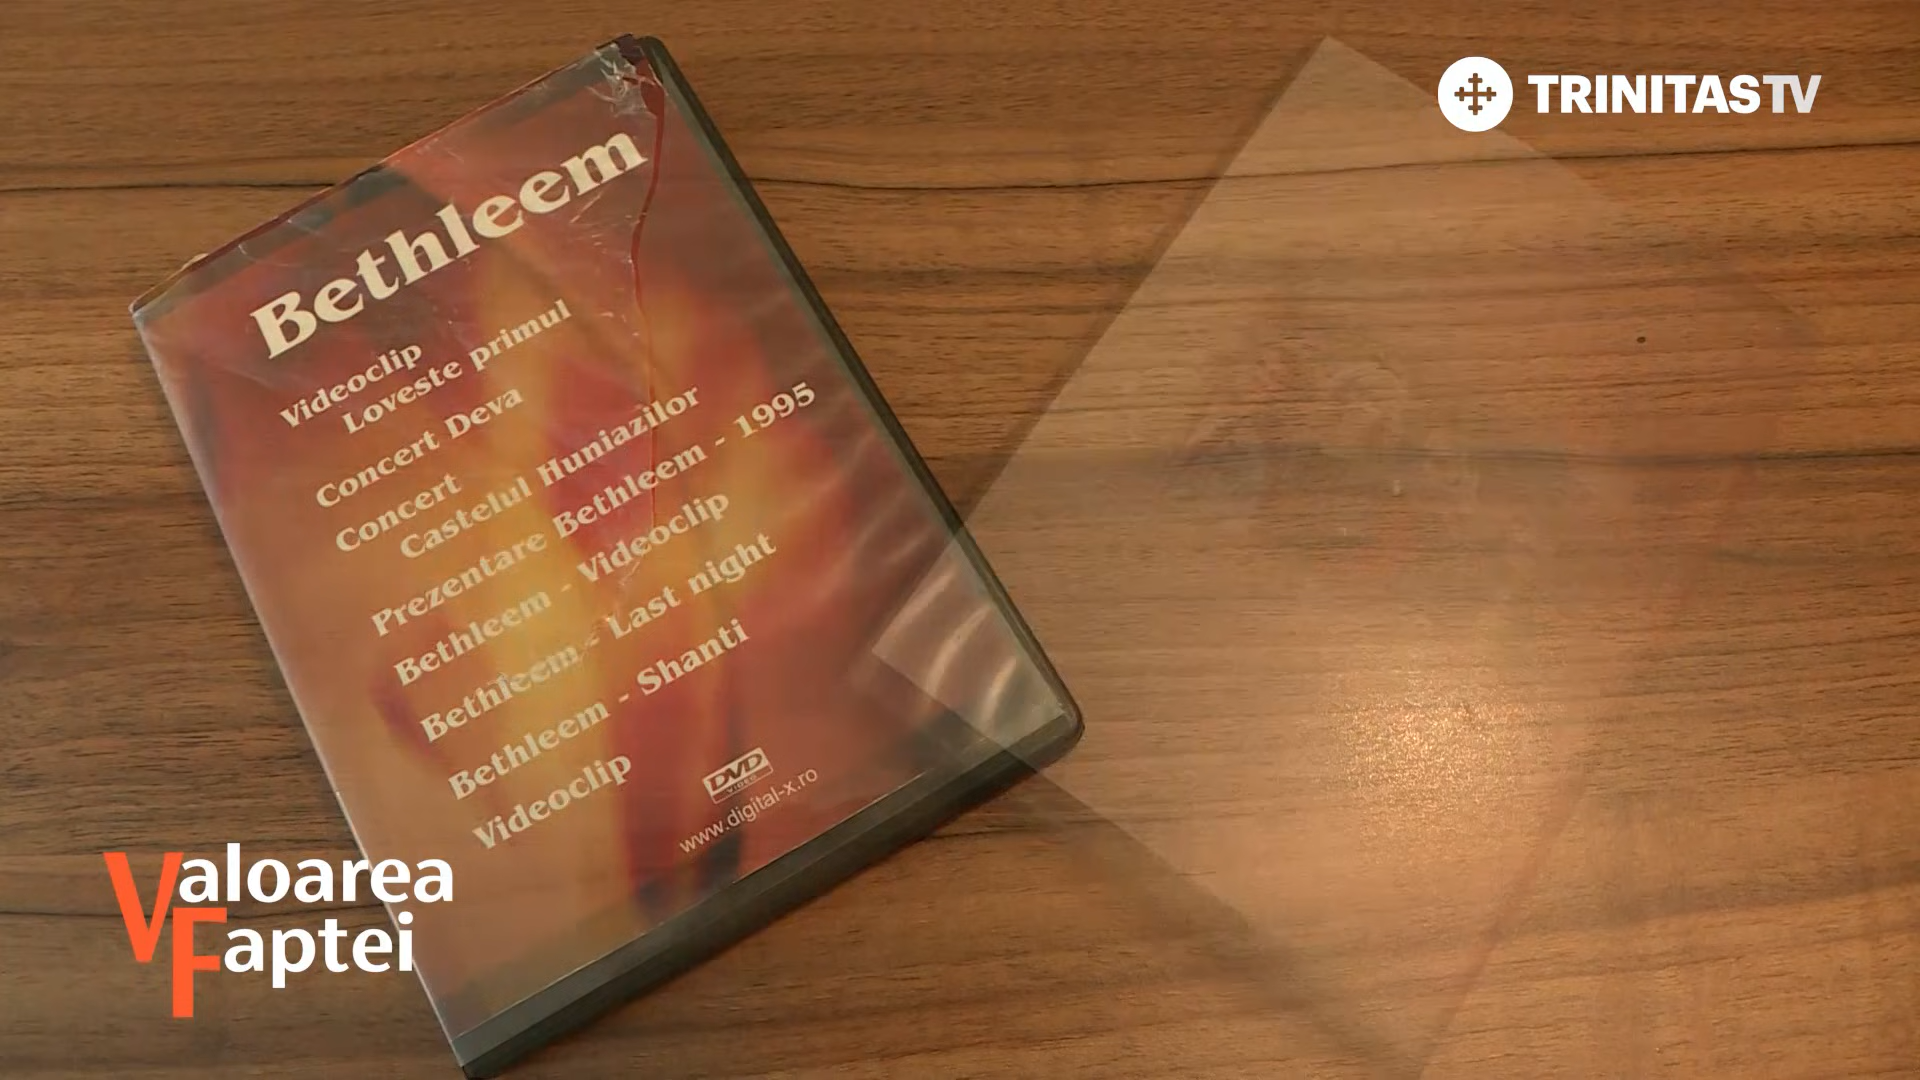 TRINITASTV
Bethleem
Videoclip
Loveste primul
Concert Deva
Concert
Castelul Huniazilor
Prezentare Bethleem - 1995
Bethleem - Videoclip
Bethleem - Last night
Bethleem - Shanti
Videoclip
DVD
VIDEO
www.digital-x.ro
Valoarea
Faptei